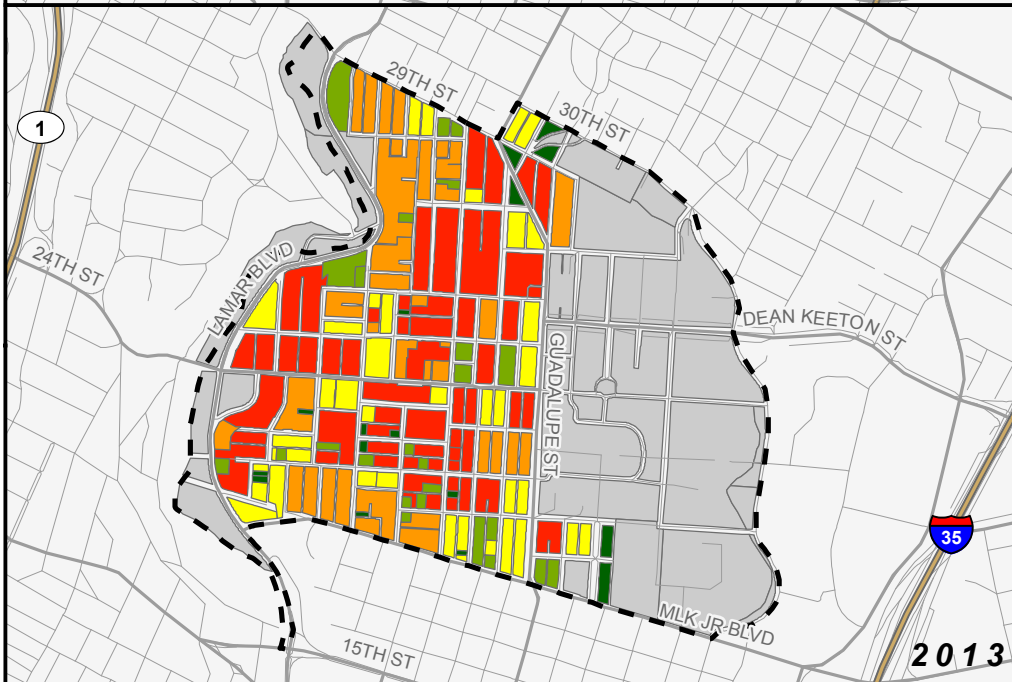 29TH ST
30TH ST
1
24TH ST
LAMAR BLVD
DEAN KEETON ST
GUADALUPE ST
35
MLK JR BLVD
15TH ST
2013